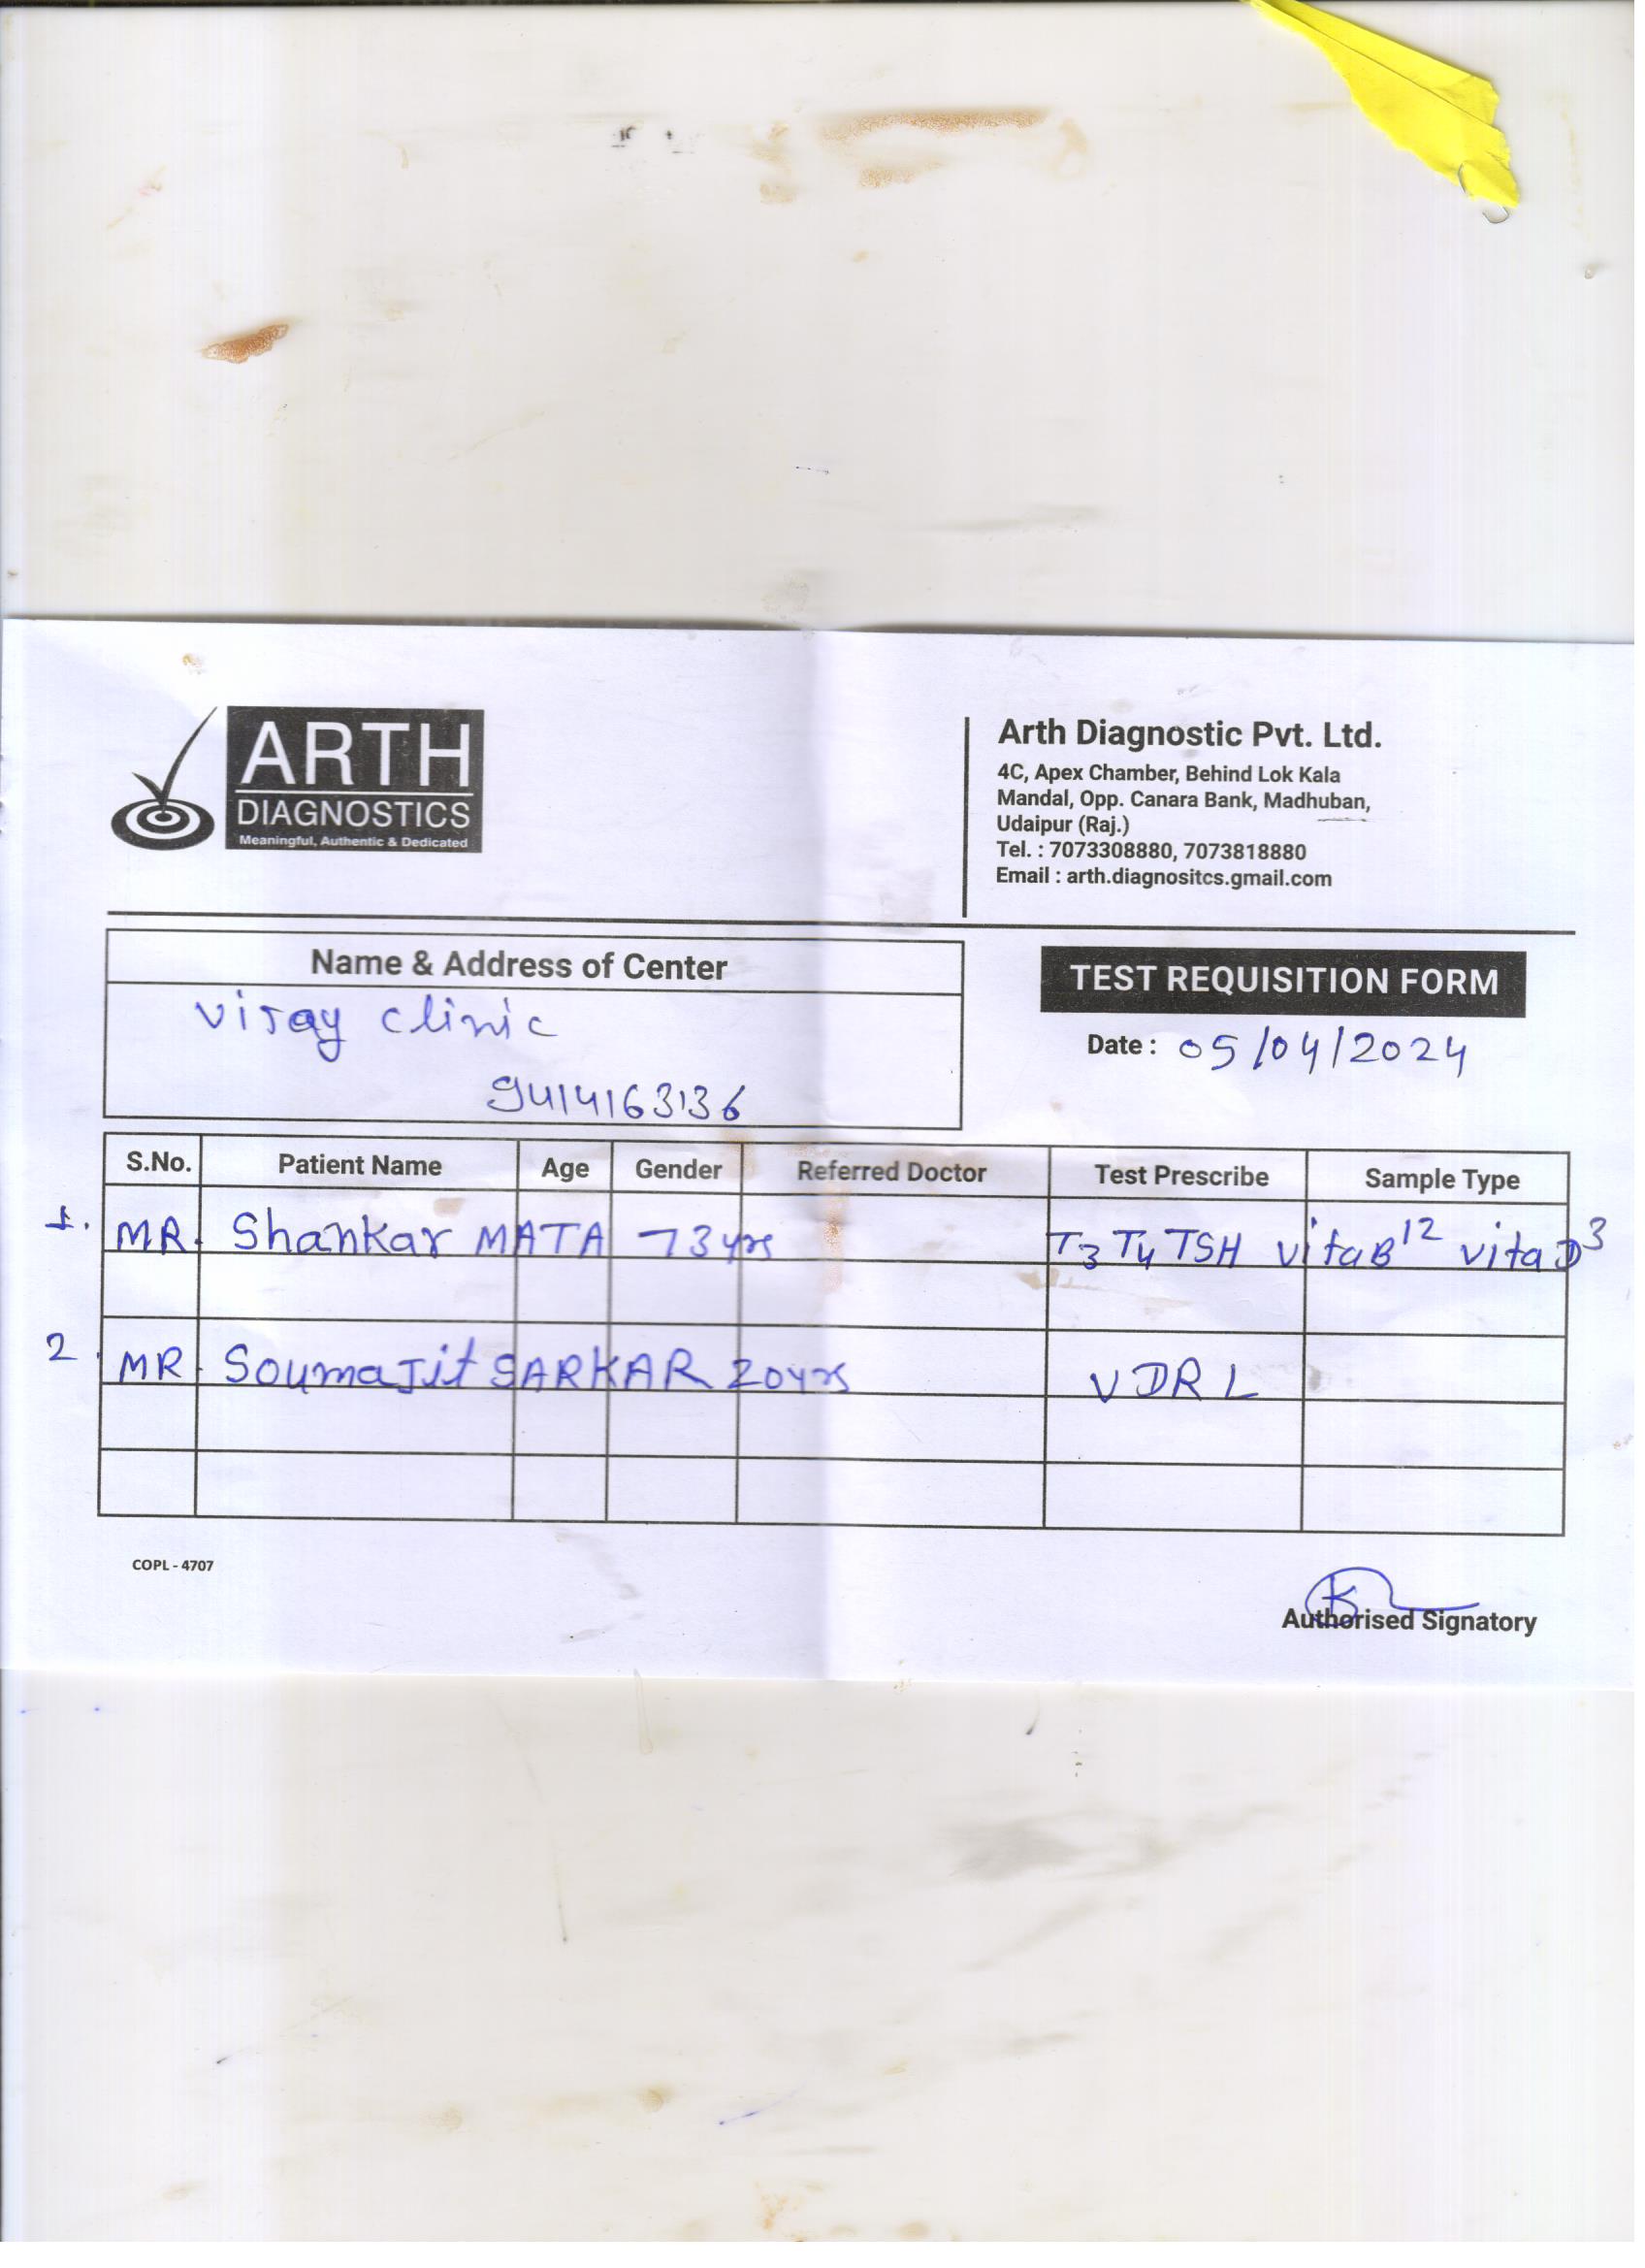 ARTH
DIAGNOSTICS
Meaningful, Authentic & Dedicated
Arth Diagnostic Pvt. Ltd.
4C, Apex Chamber, Behind Lok Kala
Mandal, Opp. Canara Bank, Madhuban,
Udaipur (Raj.)
Tel. : 7073308880, 7073818880
Email : arth.diagnositcs.gmail.com
Name & Address of Center
Vijay clinic
9414163136
TEST REQUISITION FORM
Date : 05/04/2024
S.No. Patient Name Age Gender Referred Doctor Test Prescribe Sample Type
1. MR. Shankar MATA 73yrs T3 T4 TSH vitaB12 vitaD3
2. MR. SoumaJit SARKAR 20yrs VDRL
COPL - 4707
Authorised Signatory